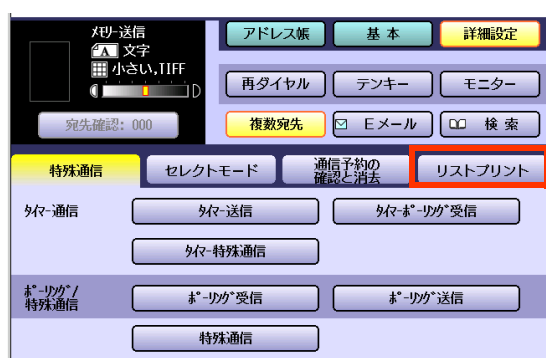 ﾒﾓﾘｰ送信
A 文字
小さい,TIFF
D
宛先確認: 000
アドレス帳
基 本
詳細設定
再ダイヤル
テンキー
モニター
複数宛先
Eメール
検 索
特殊通信
セレクトモード
通信予約の
確認と消去
リストプリント
ﾀｲﾏｰ通信
ﾀｲﾏｰ送信
ﾀｲﾏｰﾎﾟｰﾘﾝｸﾞ受信
ﾀｲﾏｰ特殊通信
ﾎﾟｰﾘﾝｸﾞ/
特殊通信
ﾎﾟｰﾘﾝｸﾞ受信
ﾎﾟｰﾘﾝｸﾞ送信
特殊通信